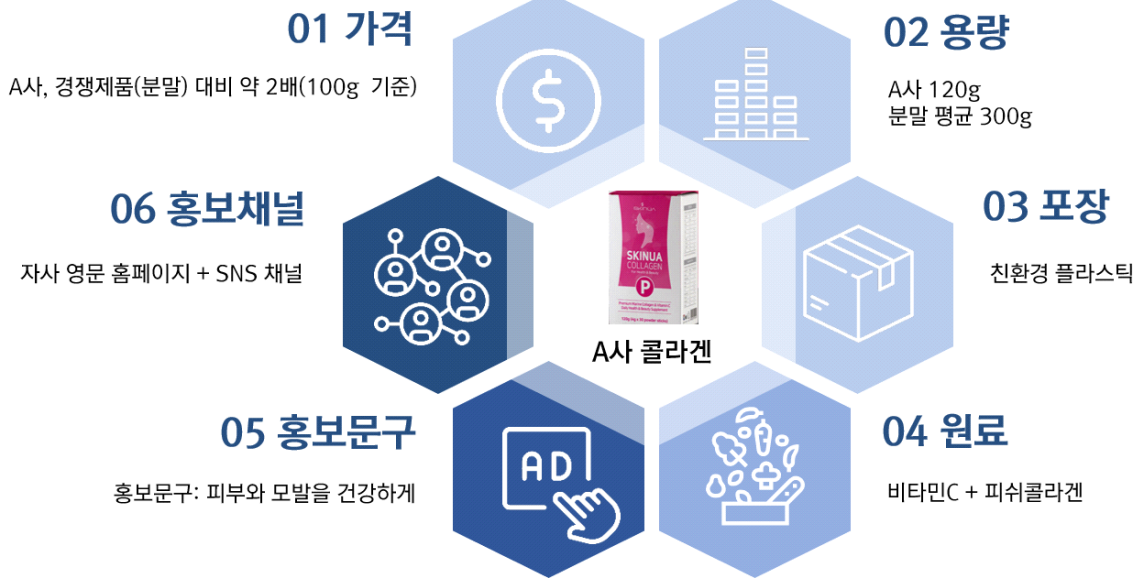 01 가격
A사, 경쟁제품(분말) 대비 약 2배(100g 기준)
02 용량
A사 120g
분말 평균 300g
03 포장
친환경 플라스틱
04 원료
비타민C + 피쉬콜라겐
05 홍보문구
홍보문구: 피부와 모발을 건강하게
AD
06 홍보채널
자사 영문 홈페이지 + SNS 채널
SKINUA
COLLAGEN
P
A사 콜라겐